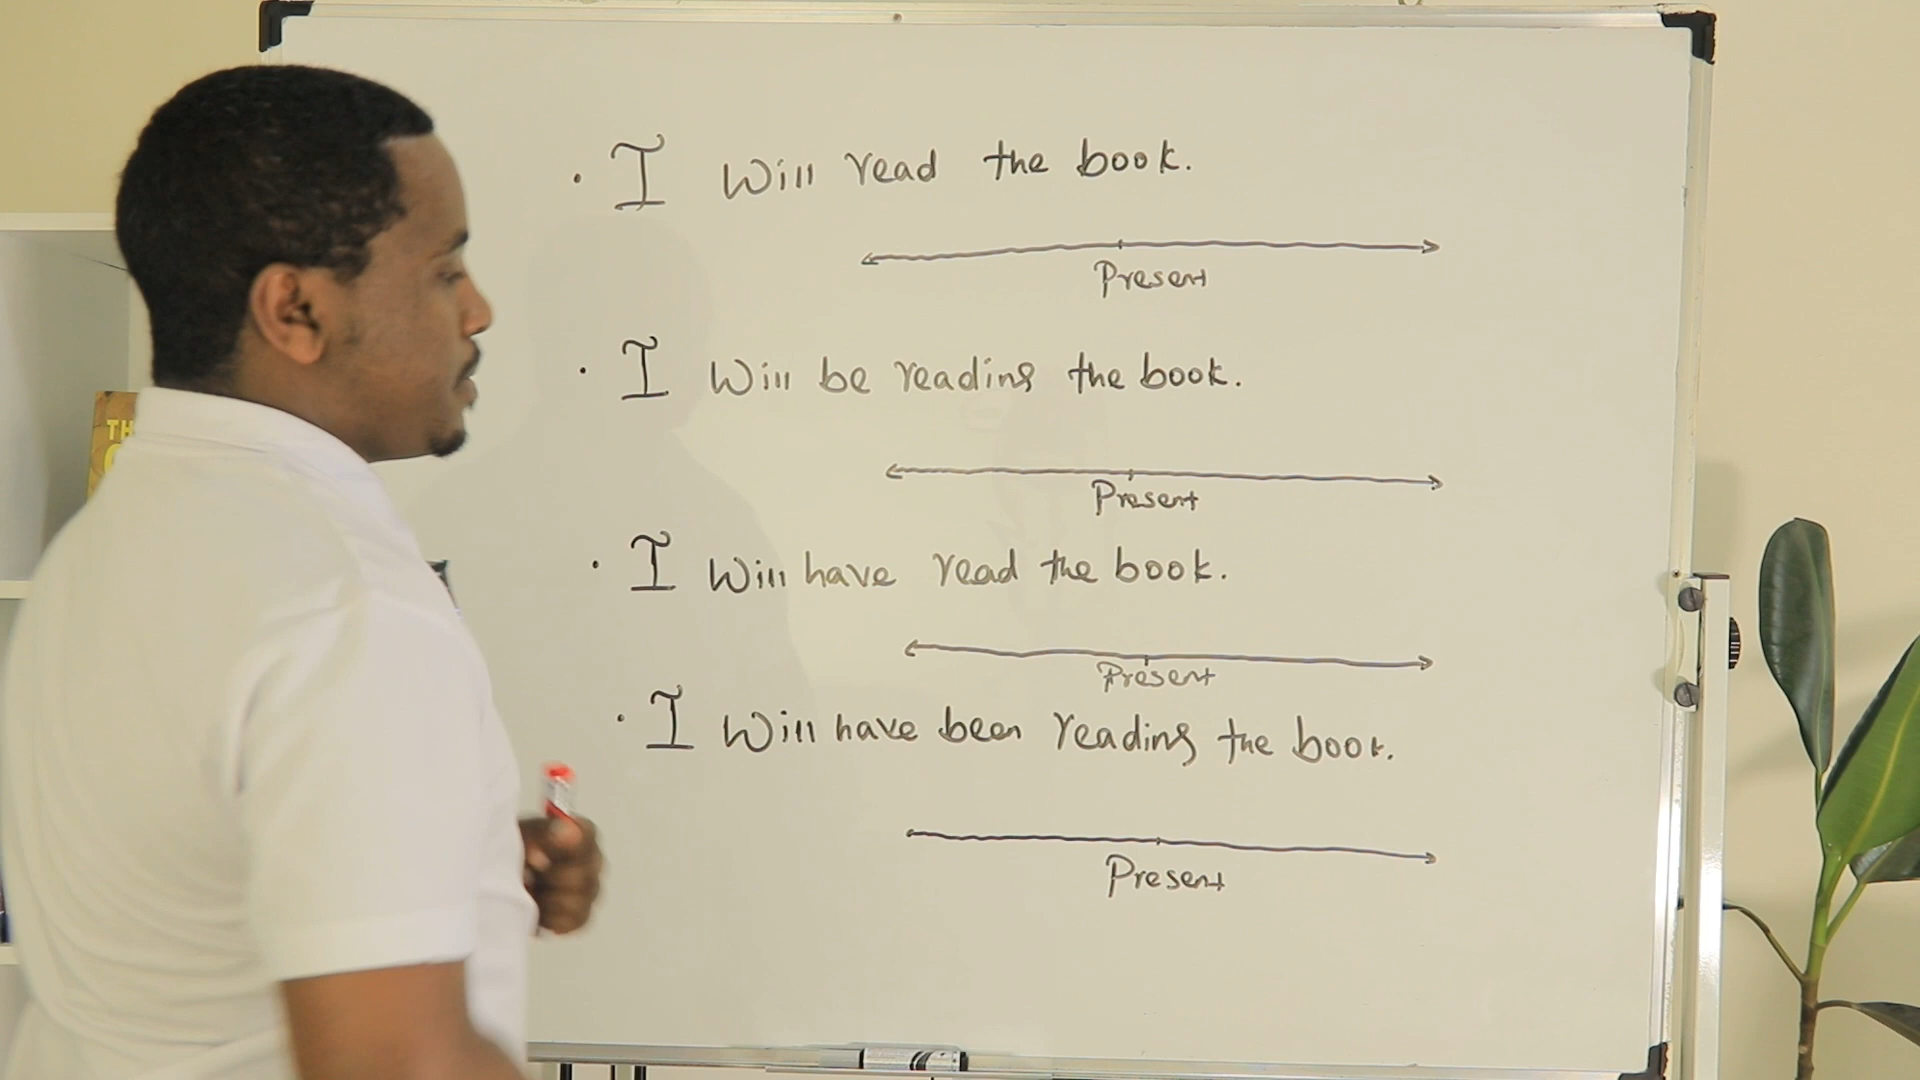 · I Will read the book.
Present
· I Will be reading the book.
Present
· I Will have read the book.
Present
· I Will have been reading the book.
Present
TH